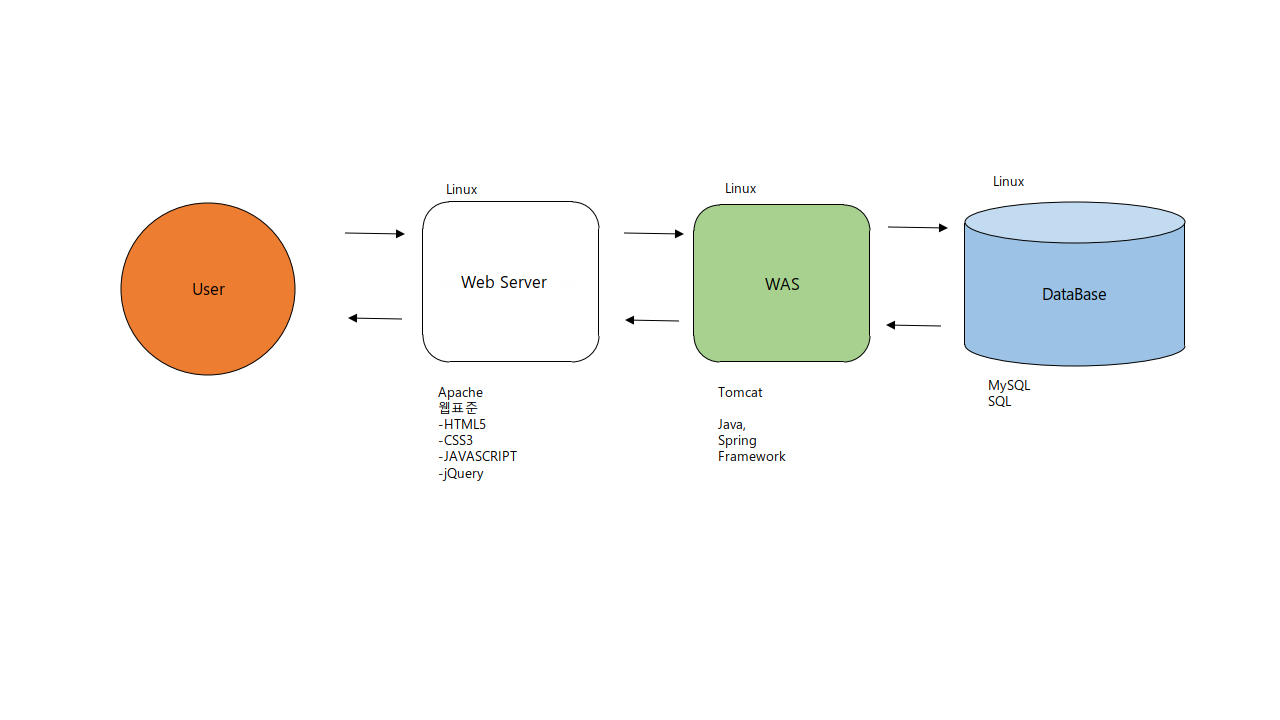 Linux
Linux
Linux
User
Web Server
WAS
DataBase
Apache
웹표준
-HTML5
-CSS3
-JAVASCRIPT
-jQuery
Tomcat
Java,
Spring
Framework
MySQL
SQL